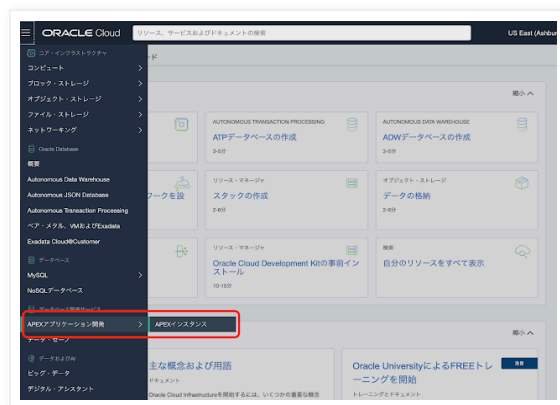 ORACLE Cloud
リソース、サービスおよびドキュメントの検索
US East (Ashbur
コア・インフラストラクチャ
コンピュート
ブロック・ストレージ
オブジェクト・ストレージ
ファイル・ストレージ
ネットワーキング
Oracle Database
概要
Autonomous Data Warehouse
Autonomous JSON Database
Autonomous Transaction Processing
ベア・メタル、VMおよびExadata
Exadata Cloud@Customer
データベース
MySQL
NoSQLデータベース
データベース関連サービス
APEXアプリケーション開発
APEXインスタンス
データ・セーフ
データおよびAI
ビッグ・データ
デジタル・アシスタント
ード
縮小
AUTONOMOUS TRANSACTION PROCESSING
ATPデータベースの作成
3-5分
AUTONOMOUS DATA WAREHOUSE
ADWデータベースの作成
3-5分
ワークを設
リソース・マネージャ
スタックの作成
2-6分
オブジェクト・ストレージ
データの格納
2-6分
リソース・マネージャ
Oracle Cloud Development Kitの事前イン
ストール
10-15分
検索
自分のリソースをすべて表示
縮小
主な概念および用語
ドキュメント
Oracle Cloud Infrastructureを開始するには、いくつかの重要な概念
Oracle UniversityによるFREEトレ
ーニングを開始
トレーニングとドキュメント